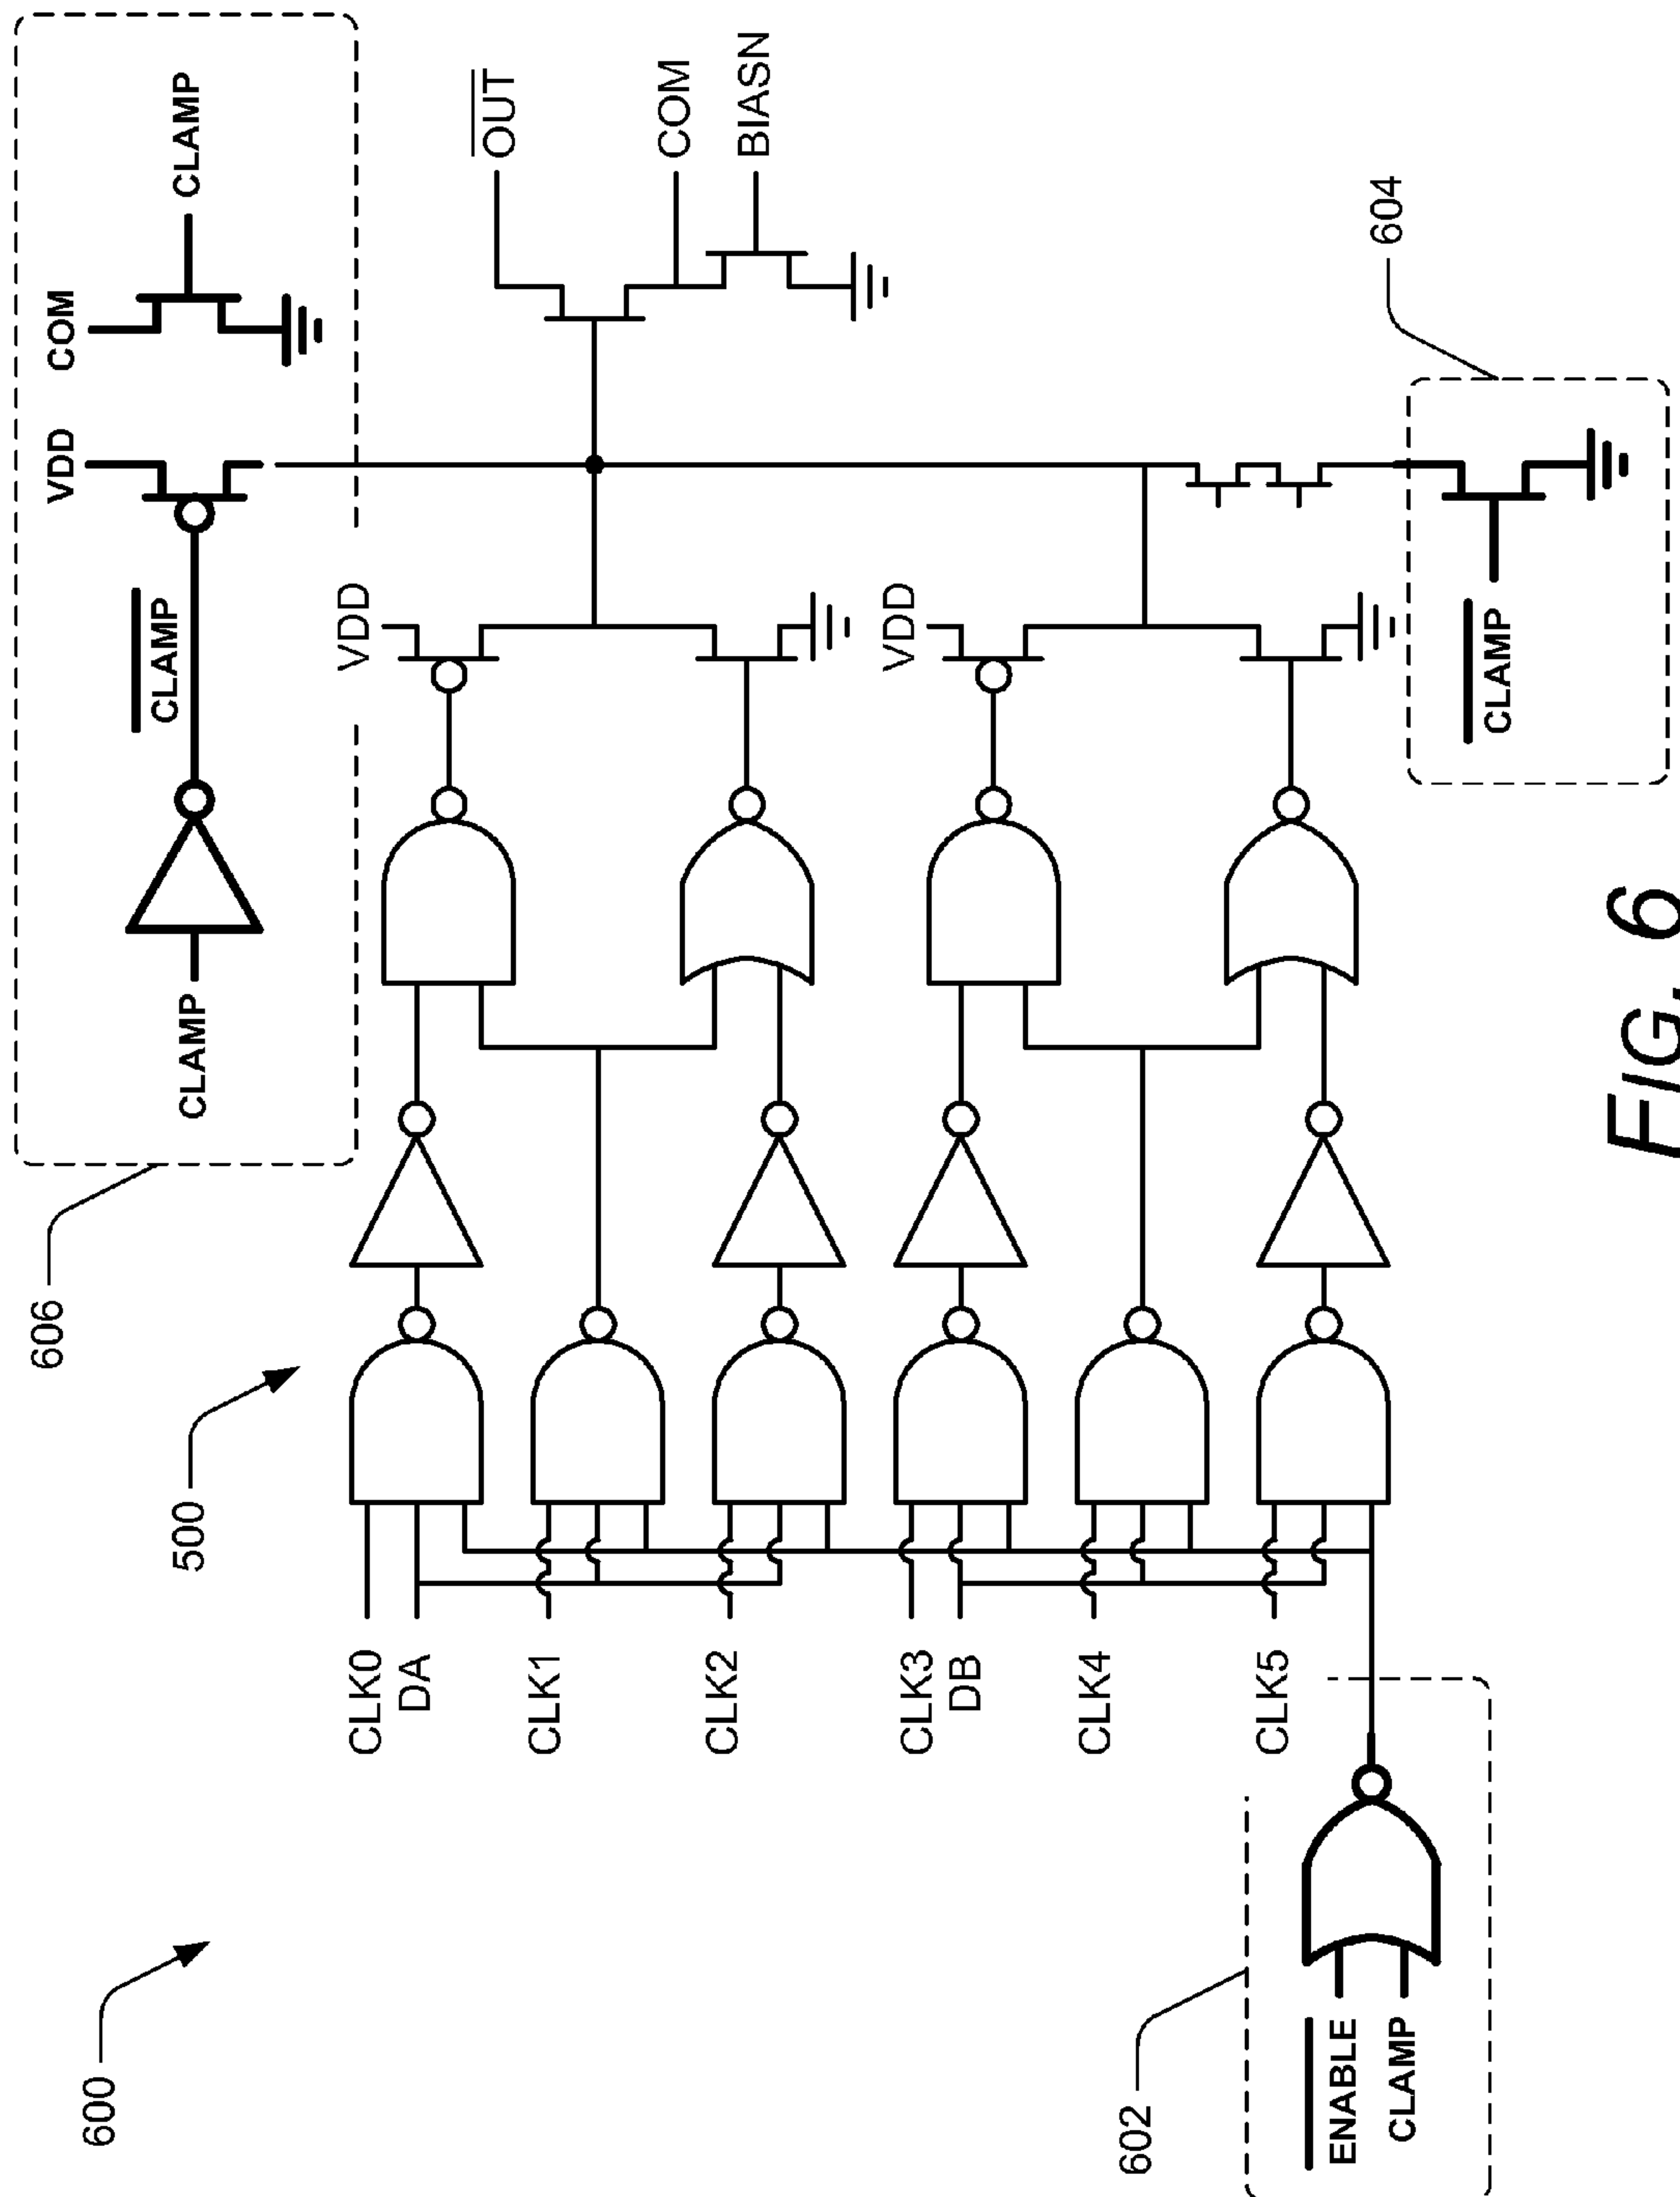 600
500
606
CLAMP
CLAMP
VDD
COM
CLAMP
CLK0
DA
CLK1
CLK2
CLK3
DB
CLK4
CLK5
VDD
VDD
OUT
COM
BIASN
602
ENABLE
CLAMP
604
CLAMP
FIG. 6